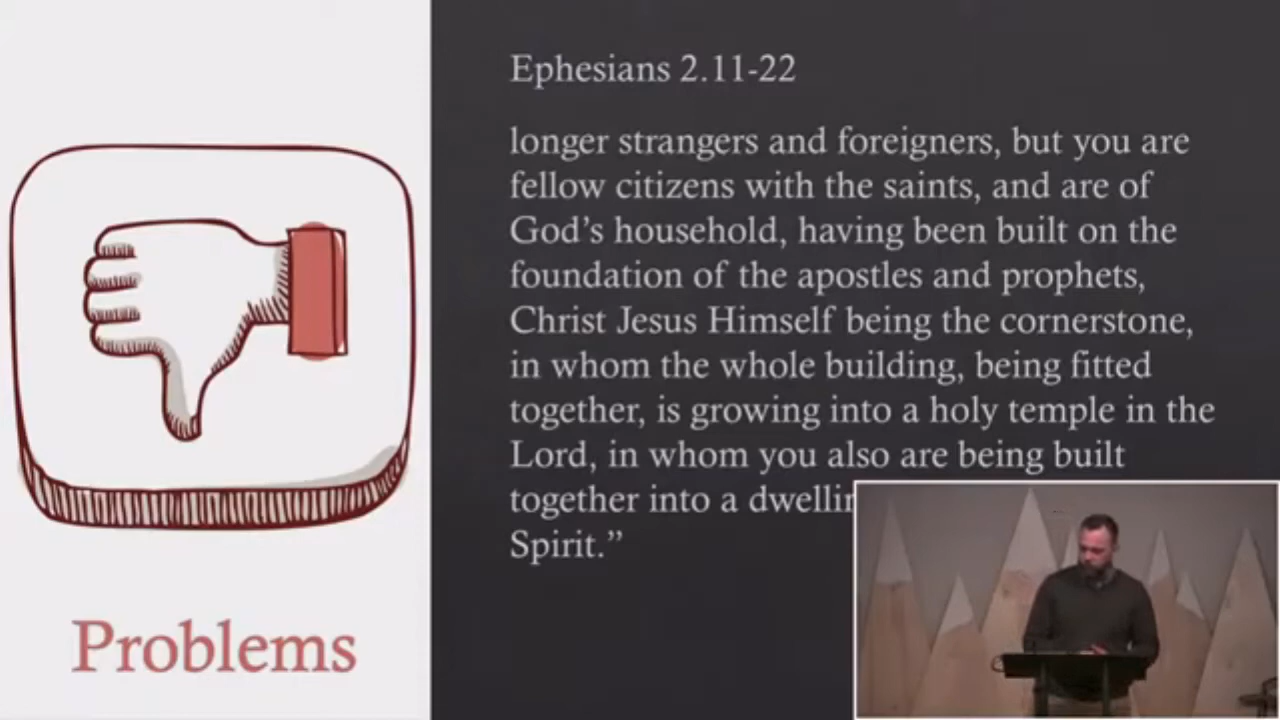 Ephesians 2.11-22
longer strangers and foreigners, but you are
fellow citizens with the saints, and are of
God’s household, having been built on the
foundation of the apostles and prophets,
Christ Jesus Himself being the cornerstone,
in whom the whole building, being fitted
together, is growing into a holy temple in the
Lord, in whom you also are being built
together into a
Spirit.”
Problems